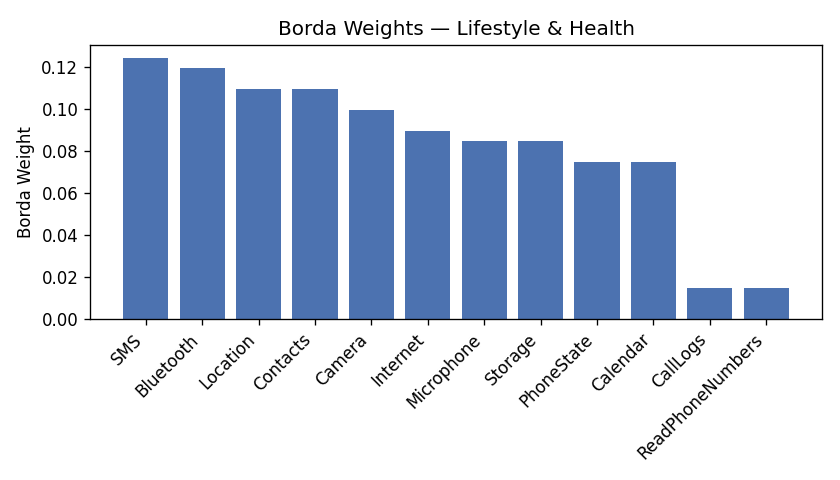 Borda Weights — Lifestyle & Health
Borda Weight
0.12
0.10
0.08
0.06
0.04
0.02
0.00
SMS
Bluetooth
Location
Contacts
Camera
Internet
Microphone
Storage
PhoneState
Calendar
CallLogs
ReadPhoneNumbers